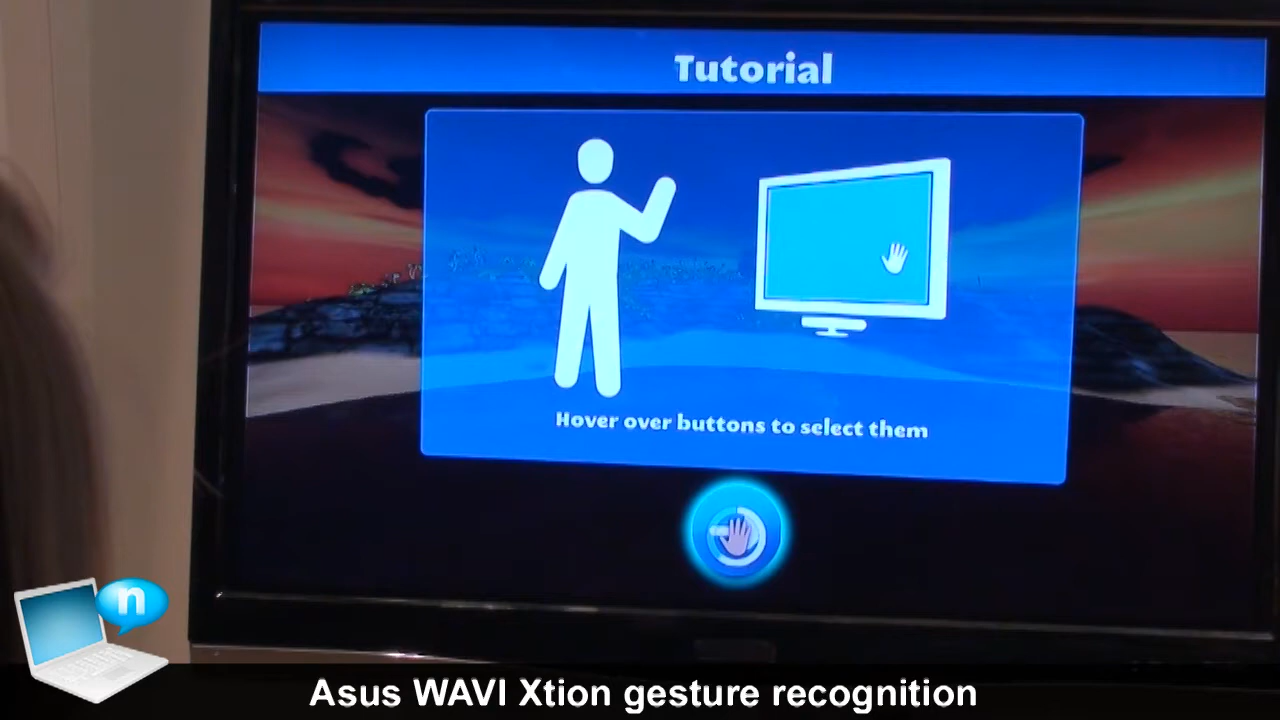 Tutorial
Hover over buttons to select them
n
Asus WAVI Xtion gesture recognition